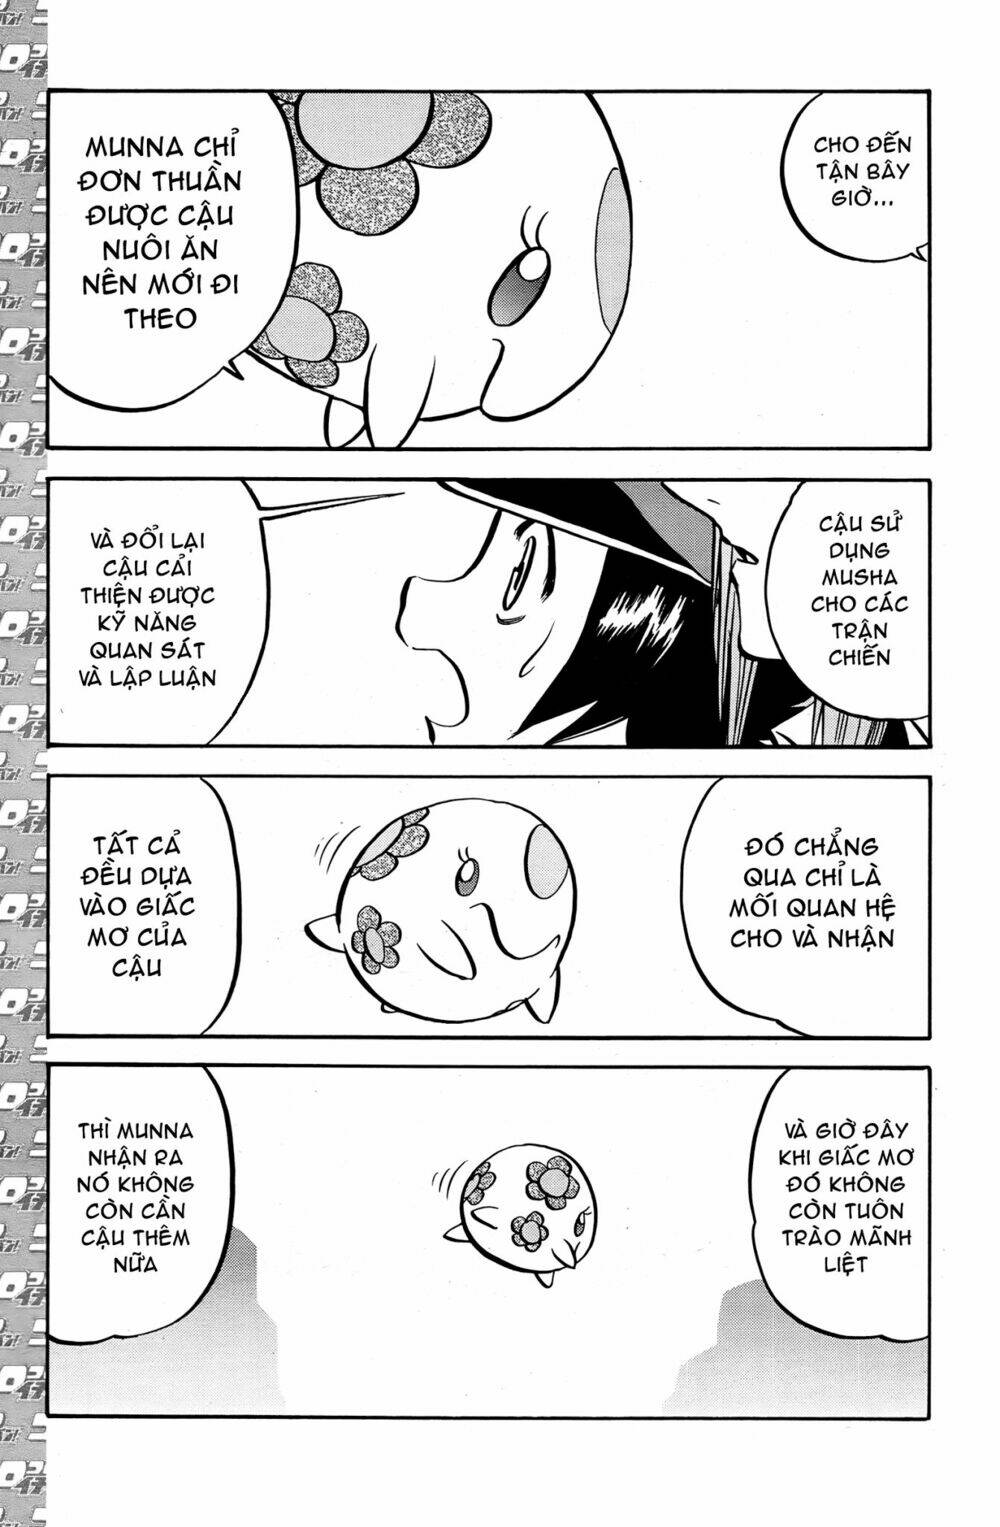 CHO ĐẾN
TẬN BÂY
GIỜ...
MUNNA CHỈ
ĐƠN THUẦN
ĐƯỢC CẬU
NUÔI ĂN
NÊN MỚI ĐI
THEO
CẬU SỬ
DỤNG
MUSHA
CHO CÁC
TRẬN
CHIẾN
VÀ ĐỔI LẠI
CẬU CẢI
THIỆN ĐƯỢC
KỸ NĂNG
QUAN SÁT
VÀ LẬP LUẬN
ĐÓ CHẲNG
QUA CHỈ LÀ
MỐI QUAN HỆ
CHO VÀ NHẬN
TẤT CẢ
ĐỀU DỰA
VÀO GIẤC
MƠ CỦA
CẬU
VÀ GIỜ ĐÂY
KHI GIẤC MƠ
ĐÓ KHÔNG
CÒN TUÔN
TRÀO MÃNH
LIỆT
THÌ MUNNA
NHẬN RA
NÓ KHÔNG
CÒN CẦN
CẬU THÊM
NỮA